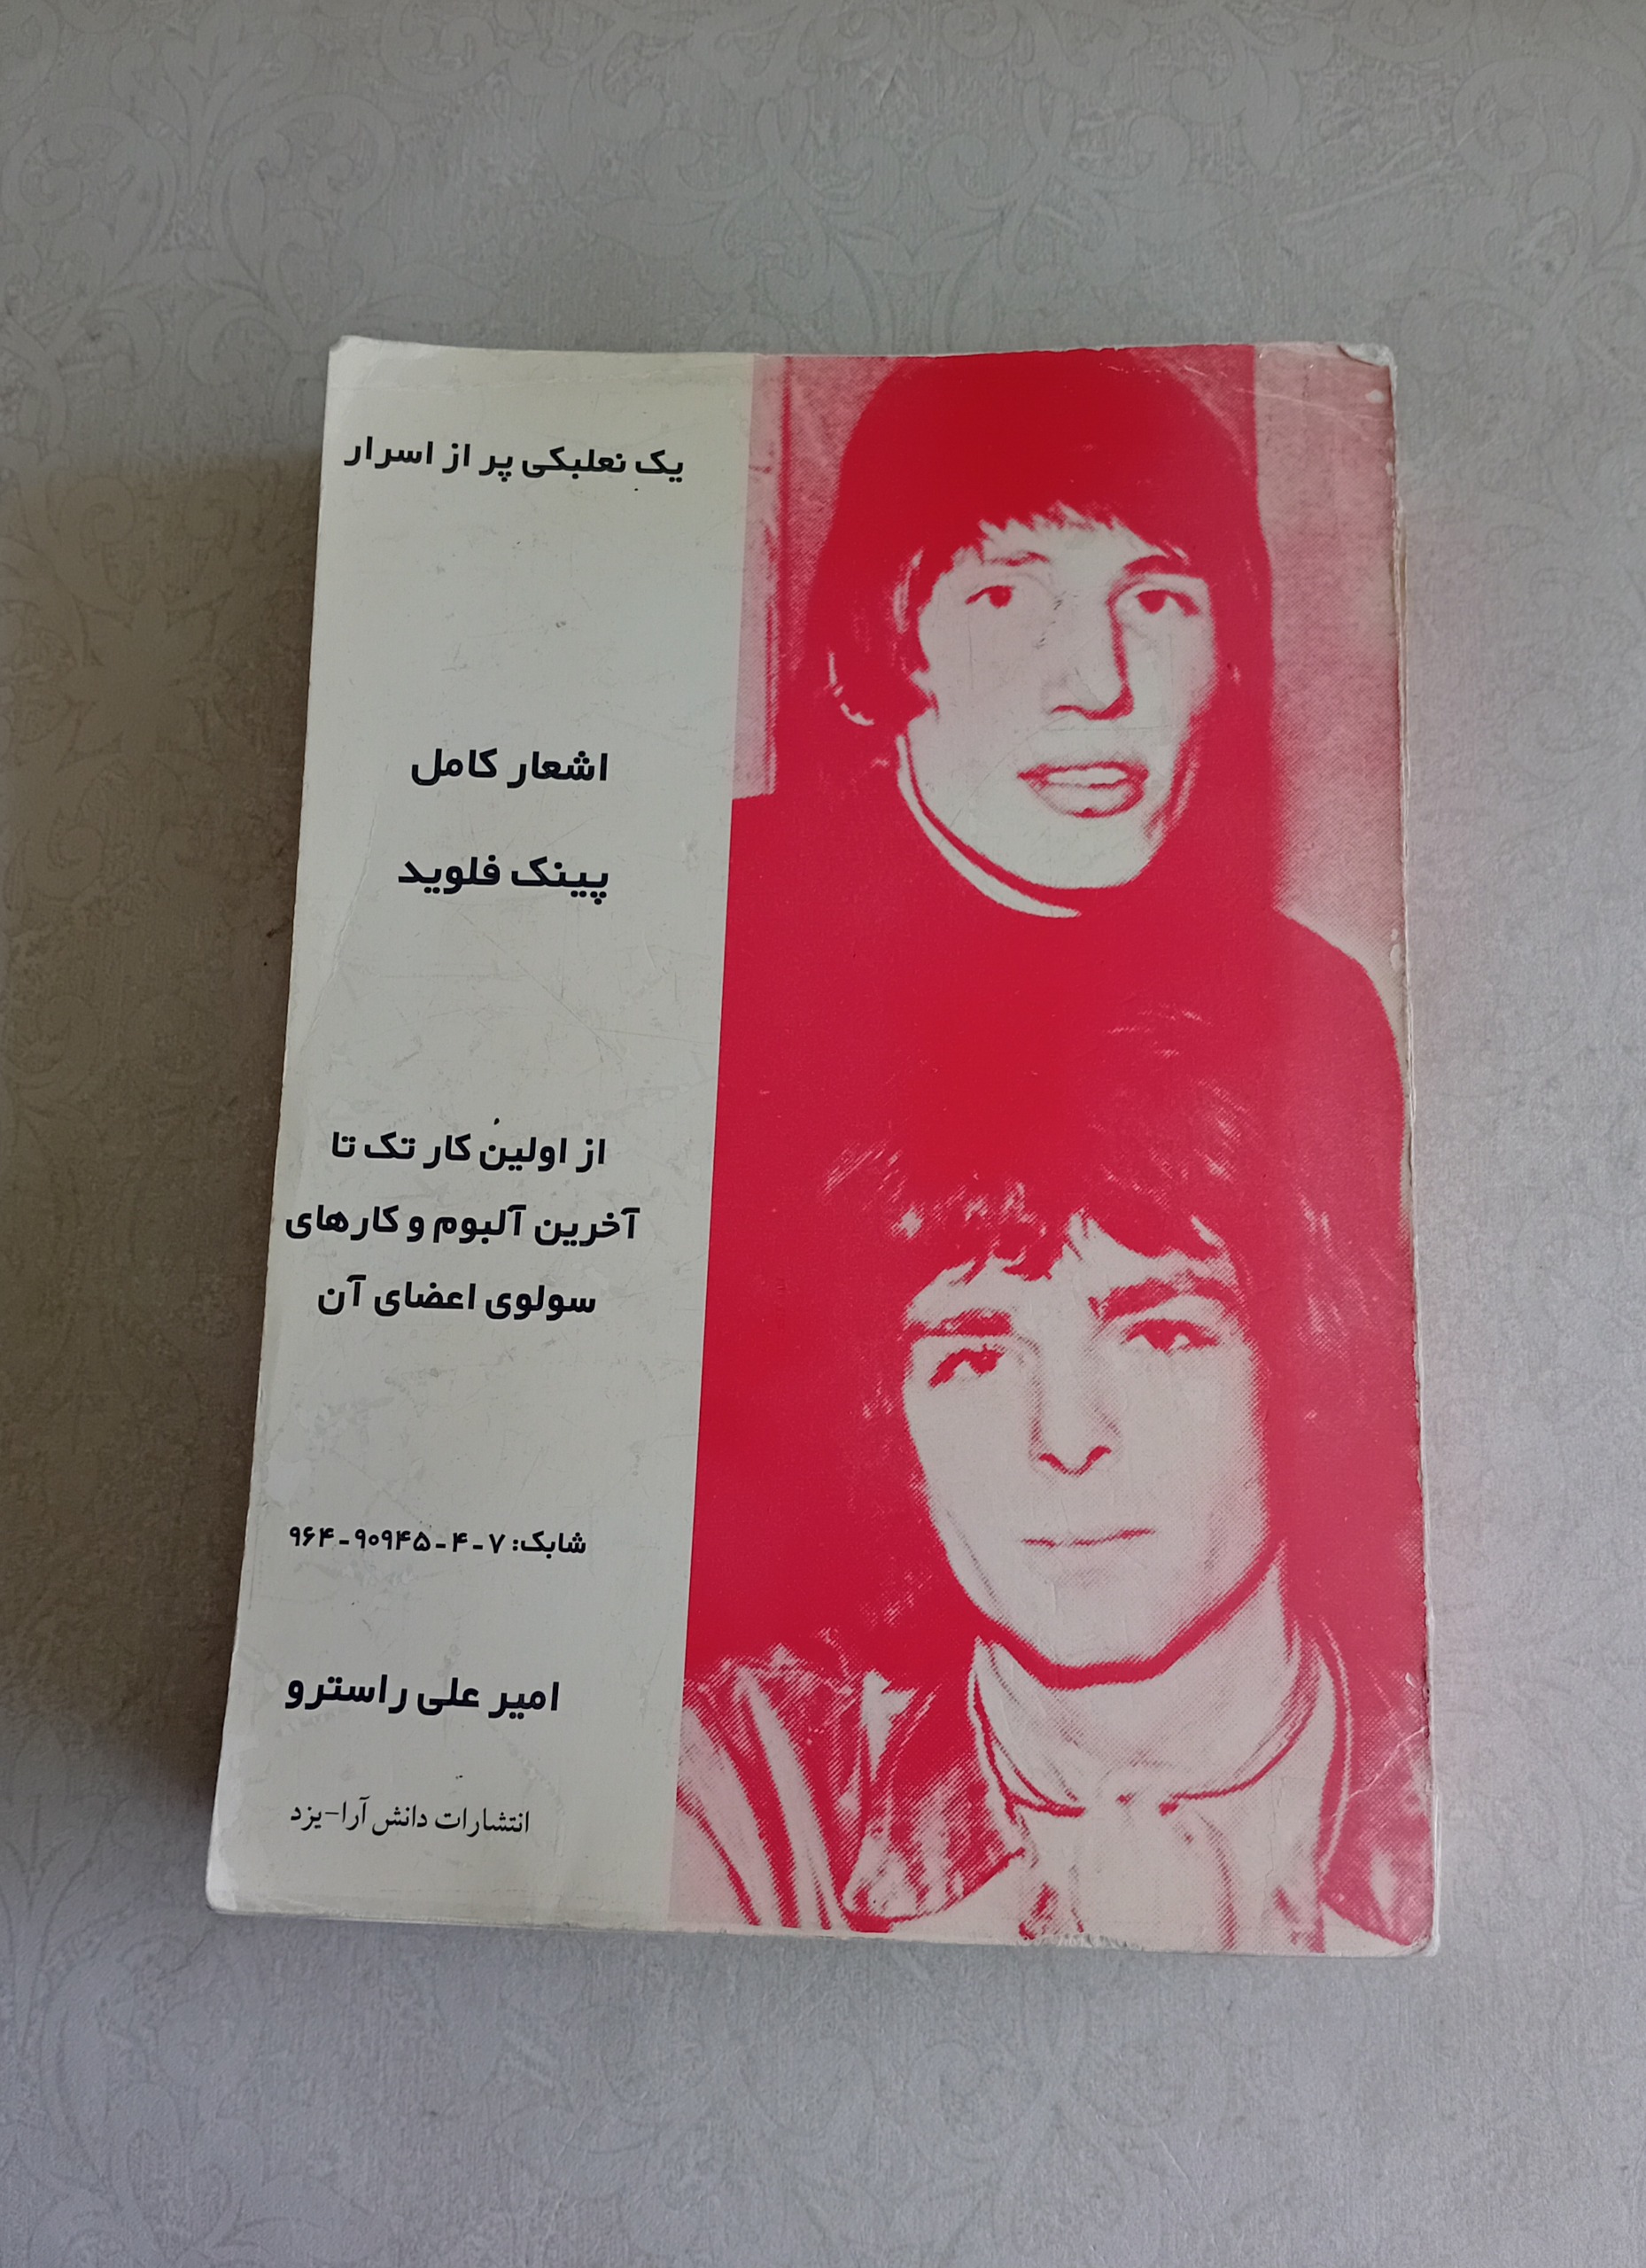 یک نعلبکی پر از اسرار
اشعار کامل
پینک فلوید
از اولین کار تک تا
آخرین آلبوم و کارهای
سولوی اعضای آن
شابک: ۷-۴-۹۰۹۴۵-۹۶۴
امیر علی راسترو
انتشارات دانش آرا-یزد